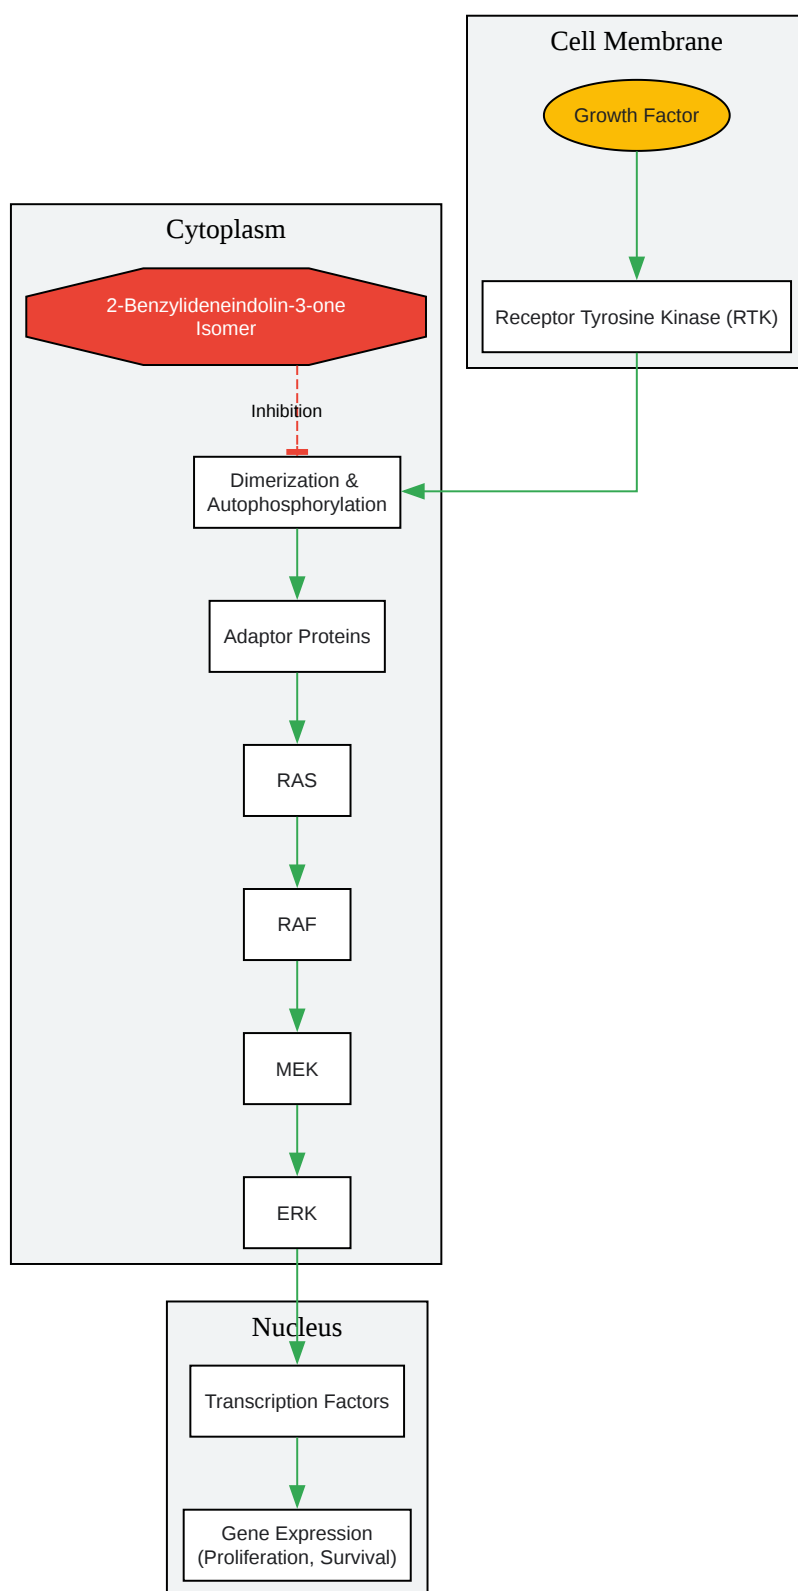 Cell Membrane
Growth Factor
Receptor Tyrosine Kinase (RTK)
Cytoplasm
2-Benzylideneindolin-3-one
Isomer
Inhibition
Dimerization &
Autophosphorylation
Adaptor Proteins
RAS
RAF
MEK
ERK
Nucleus
Transcription Factors
Gene Expression
(Proliferation, Survival)